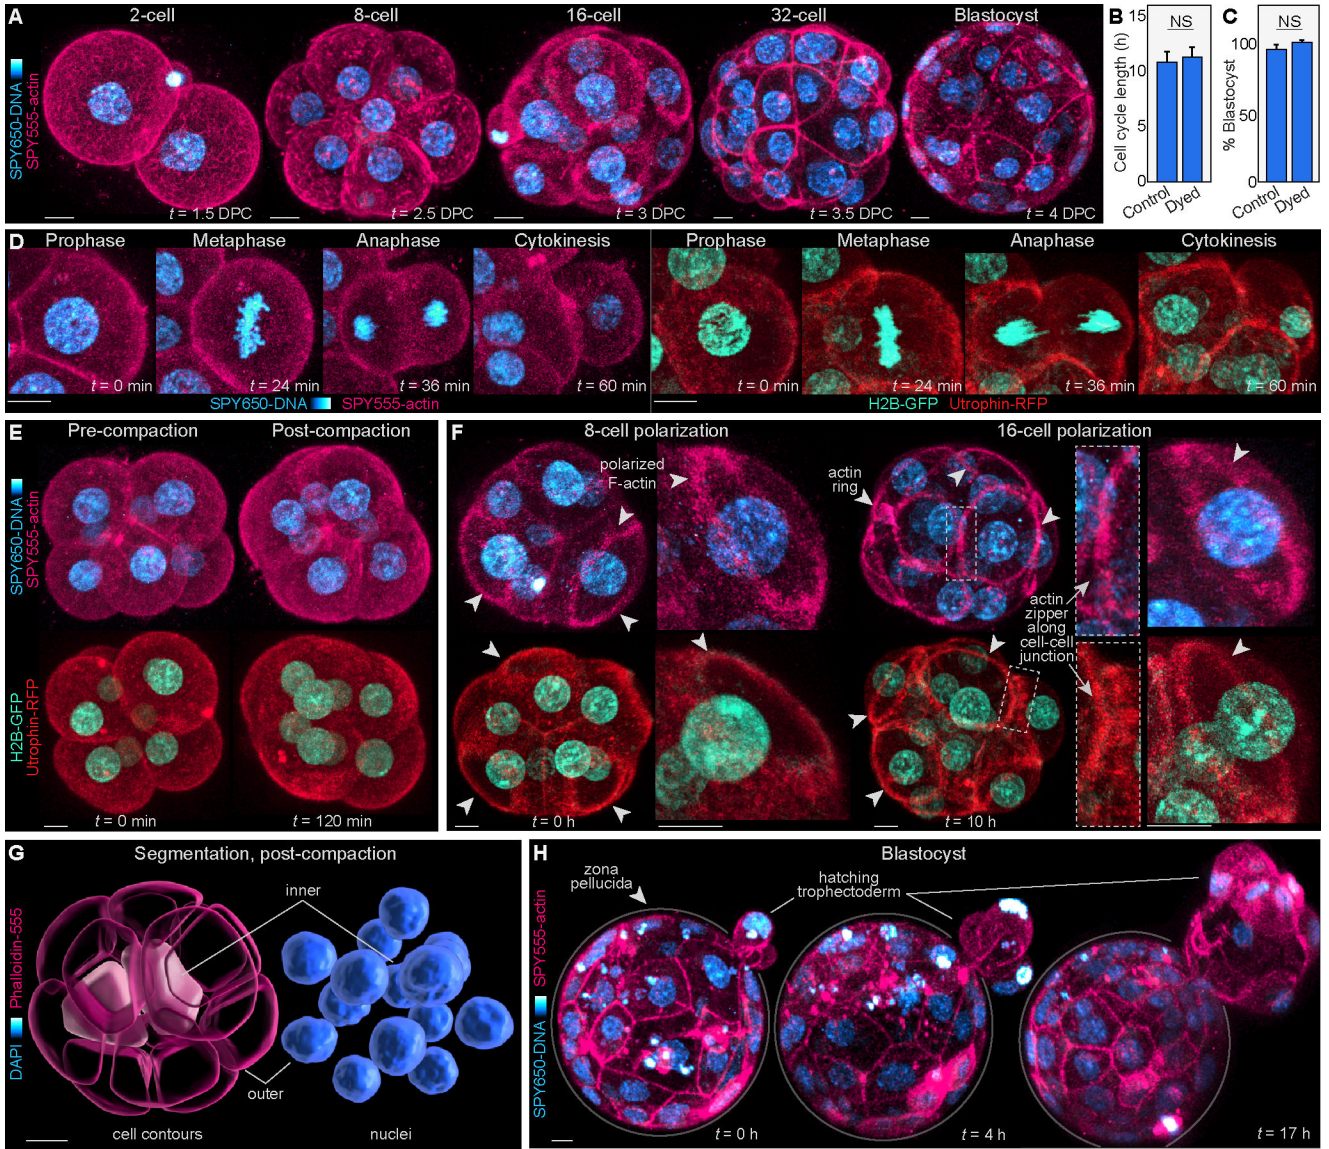 A
2-cell
8-cell
16-cell
32-cell
Blastocyst
SPY650-DNA
SPY555-actin
t = 1.5 DPC
t = 2.5 DPC
t = 3 DPC
t = 3.5 DPC
t = 4 DPC
B
15
10
5
0
Cell cycle length (h)
NS
Control
Dyed
C
100
50
0
% Blastocyst
NS
Control
Dyed
D
Prophase
Metaphase
Anaphase
Cytokinesis
t = 0 min
t = 24 min
t = 36 min
t = 60 min
SPY650-DNA
SPY555-actin
Prophase
Metaphase
Anaphase
Cytokinesis
t = 0 min
t = 24 min
t = 36 min
t = 60 min
H2B-GFP
Utrophin-RFP
E
Pre-compaction
Post-compaction
SPY650-DNA
SPY555-actin
H2B-GFP
Utrophin-RFP
t = 0 min
t = 120 min
F
8-cell polarization
16-cell polarization
polarized
F-actin
actin
ring
actin
zipper
along
cell-cell
junction
t = 0 h
t = 10 h
G
Segmentation, post-compaction
DAPI
Phalloidin-555
inner
outer
cell contours
nuclei
H
Blastocyst
SPY650-DNA
SPY555-actin
zona
pellucida
hatching
trophectoderm
t = 0 h
t = 4 h
t = 17 h